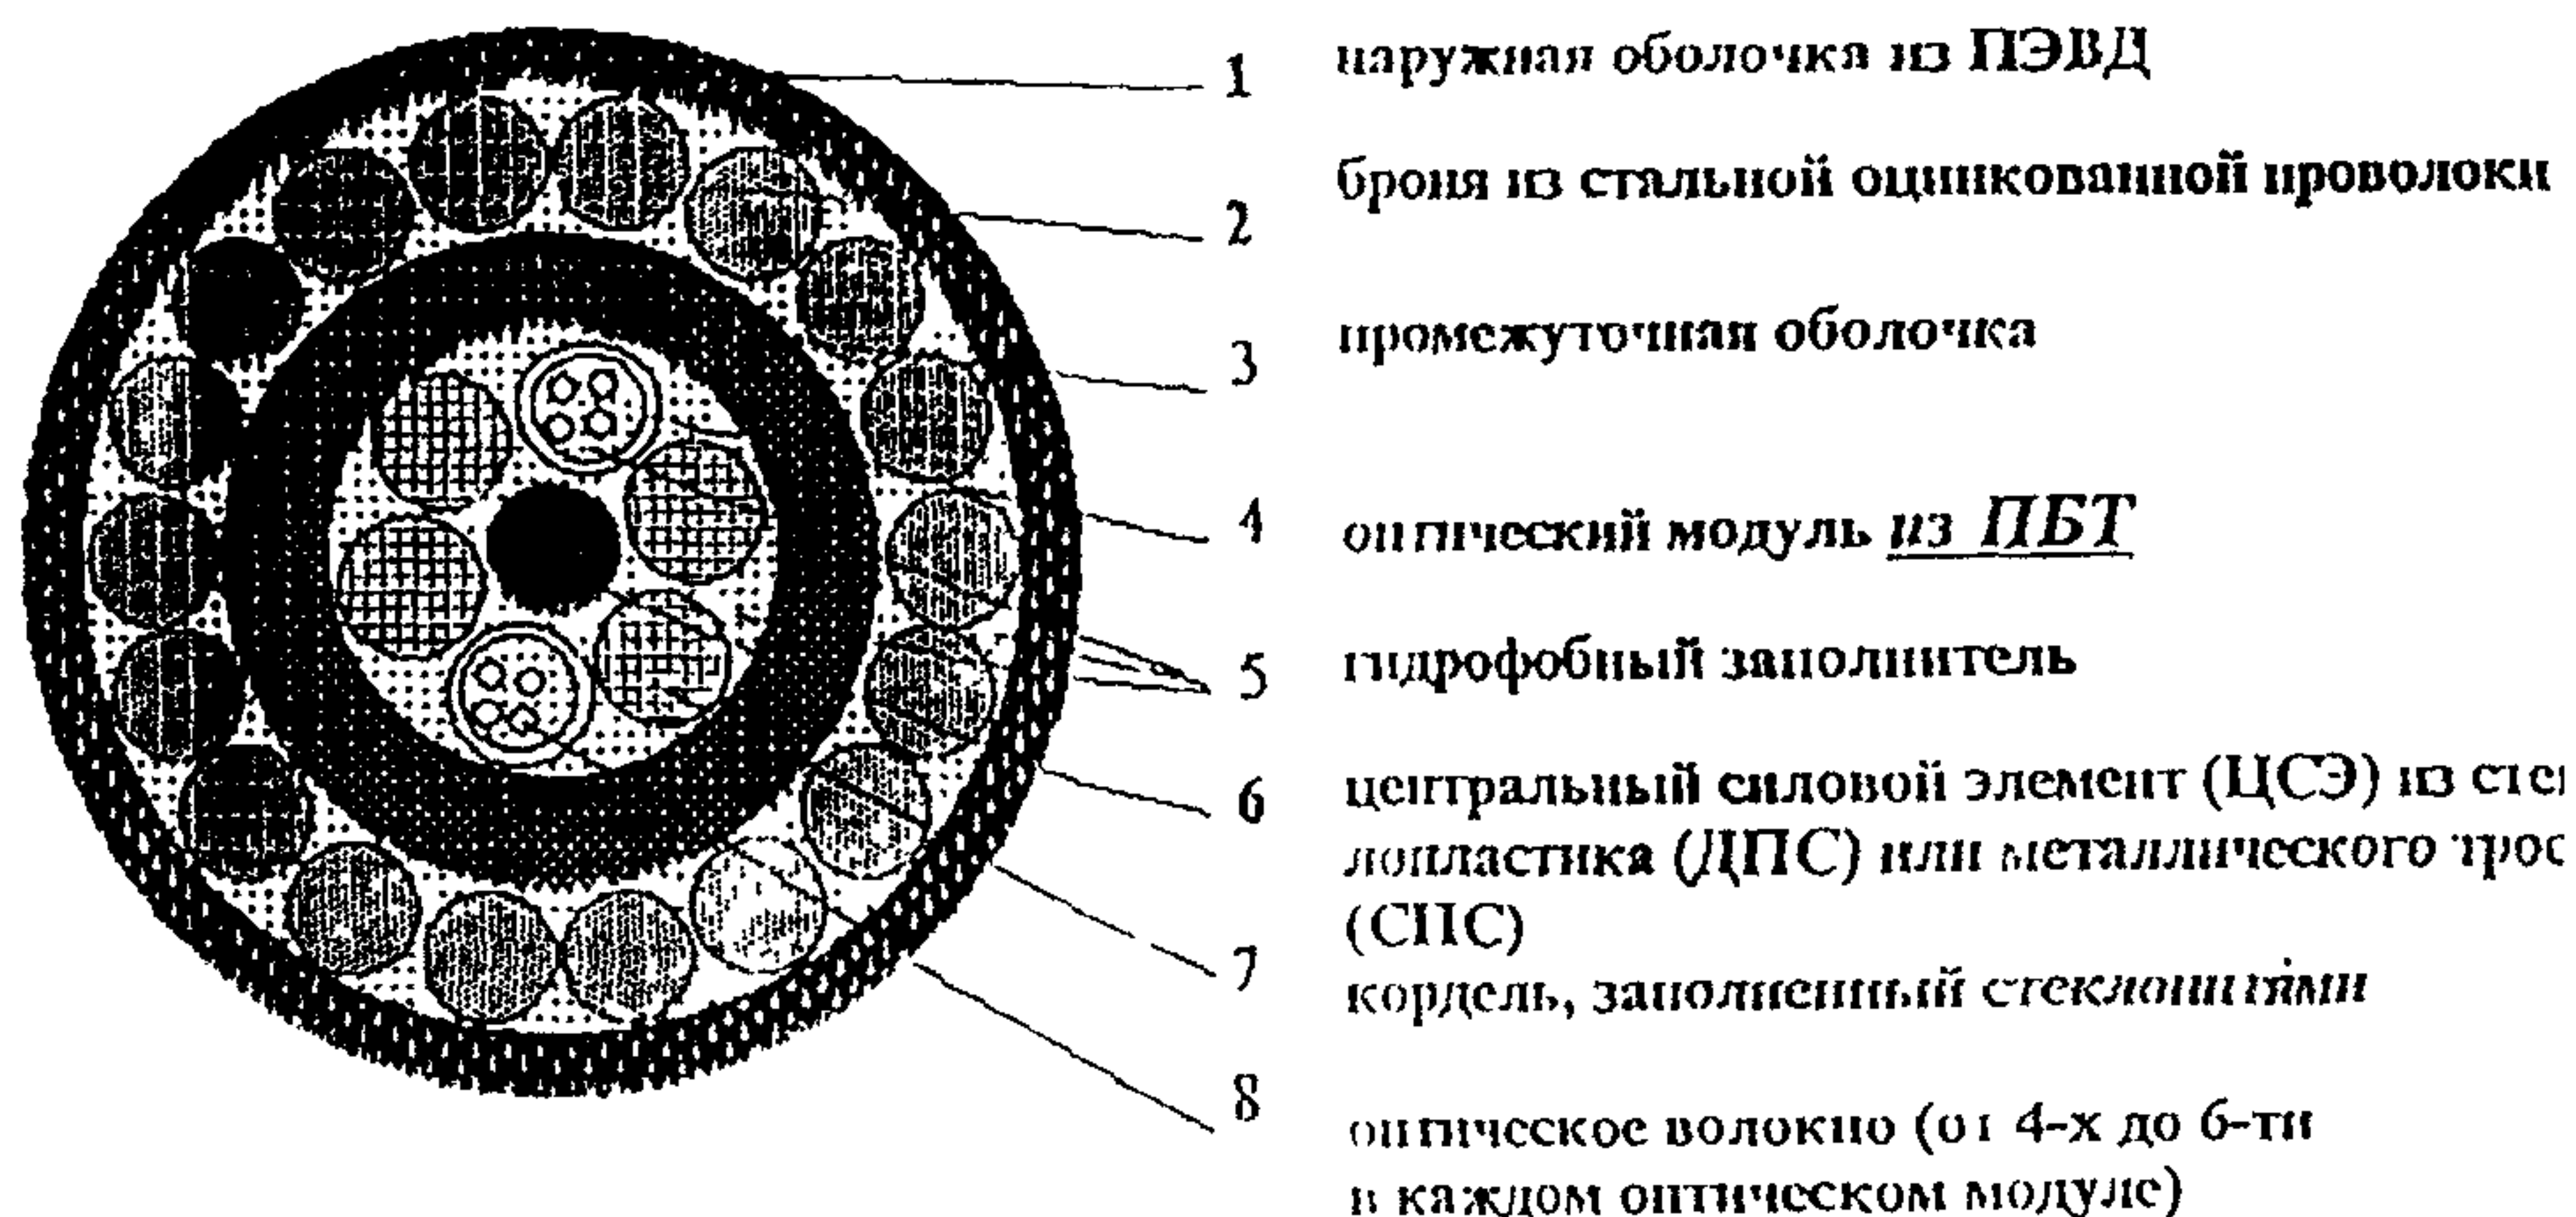 1 наружная оболочка из ПЭВД
2 броня из стальной оцинкованной проволоки
3 промежуточная оболочка
4 оптический модуль из ПБТ
5 гидрофобный заполнитель
6 центральный силовой элемент (ЦСЭ) из стек
лопластика (ДПС) или металлического трос
(СПС)
7 кордель, заполненный стеклонитями
8 оптическое волокно (от 4-х до 6-ти
в каждом оптическом модуле)